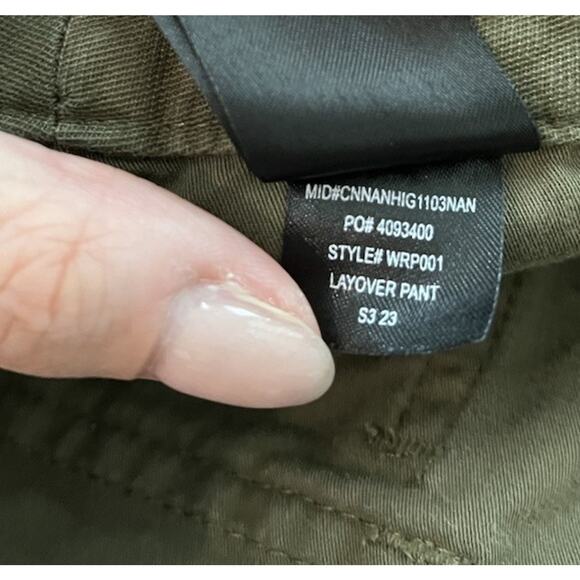 MID#CNNANHIG1103NAN
PO# 4093400
STYLE# WRP001
LAYOVER PANT
S3 23